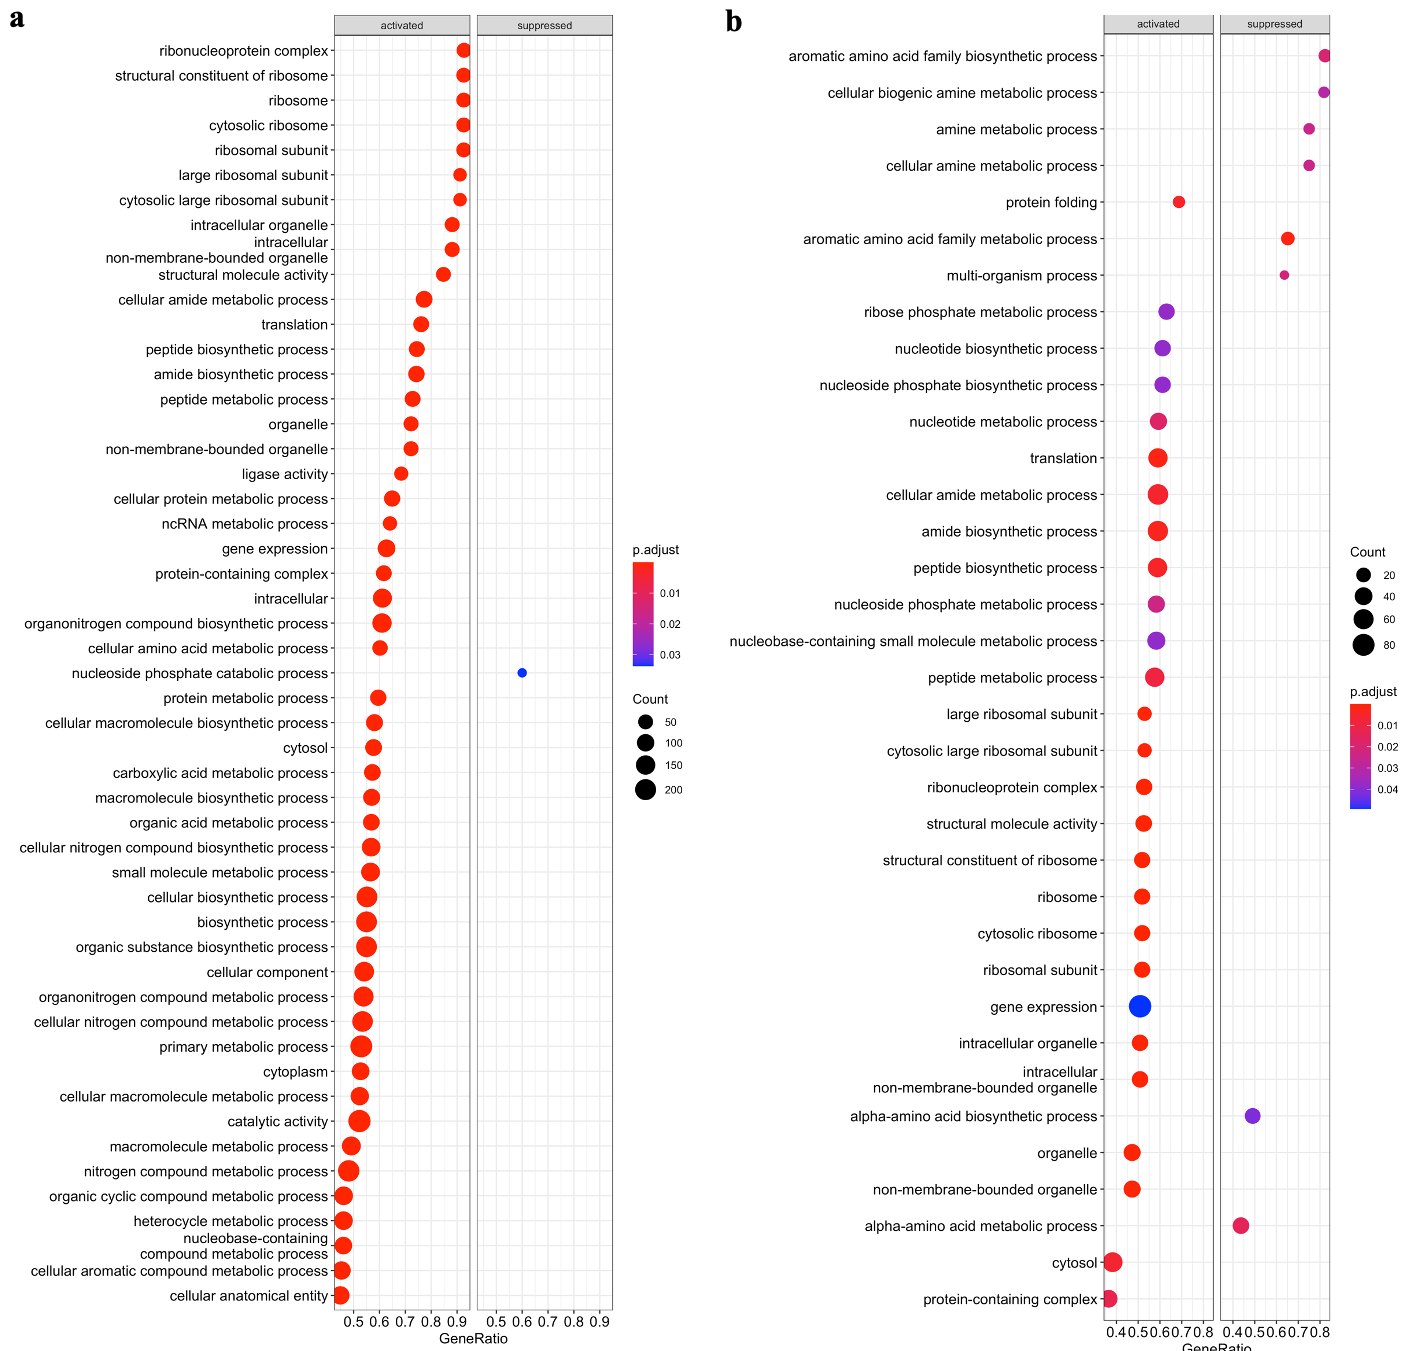 a
activated
suppressed
ribonucleoprotein complex
structural constituent of ribosome
ribosome
cytosolic ribosome
ribosomal subunit
large ribosomal subunit
cytosolic large ribosomal subunit
intracellular organelle
intracellular
non-membrane-bounded organelle
structural molecule activity
cellular amide metabolic process
translation
peptide biosynthetic process
amide biosynthetic process
peptide metabolic process
organelle
non-membrane-bounded organelle
ligase activity
cellular protein metabolic process
ncRNA metabolic process
gene expression
protein-containing complex
intracellular
organonitrogen compound biosynthetic process
cellular amino acid metabolic process
nucleoside phosphate catabolic process
protein metabolic process
cellular macromolecule biosynthetic process
cytosol
carboxylic acid metabolic process
macromolecule biosynthetic process
organic acid metabolic process
cellular nitrogen compound biosynthetic process
small molecule metabolic process
cellular biosynthetic process
biosynthetic process
organic substance biosynthetic process
cellular component
organonitrogen compound metabolic process
cellular nitrogen compound metabolic process
primary metabolic process
cytoplasm
cellular macromolecule metabolic process
catalytic activity
macromolecule metabolic process
nitrogen compound metabolic process
organic cyclic compound metabolic process
heterocycle metabolic process
nucleobase-containing
compound metabolic process
cellular aromatic compound metabolic process
cellular anatomical entity
0.5 0.6 0.7 0.8 0.9
0.5 0.6 0.7 0.8 0.9
GeneRatio
p.adjust
0.01
0.02
0.03
Count
50
100
150
200
b
activated
suppressed
aromatic amino acid family biosynthetic process
cellular biogenic amine metabolic process
amine metabolic process
cellular amine metabolic process
protein folding
aromatic amino acid family metabolic process
multi-organism process
ribose phosphate metabolic process
nucleotide biosynthetic process
nucleoside phosphate biosynthetic process
nucleotide metabolic process
translation
cellular amide metabolic process
amide biosynthetic process
peptide biosynthetic process
nucleoside phosphate metabolic process
nucleobase-containing small molecule metabolic process
peptide metabolic process
large ribosomal subunit
cytosolic large ribosomal subunit
ribonucleoprotein complex
structural molecule activity
structural constituent of ribosome
ribosome
cytosolic ribosome
ribosomal subunit
gene expression
intracellular organelle
intracellular
non-membrane-bounded organelle
alpha-amino acid biosynthetic process
organelle
non-membrane-bounded organelle
alpha-amino acid metabolic process
cytosol
protein-containing complex
0.4 0.5 0.6 0.7 0.8
0.4 0.5 0.6 0.7 0.8
GeneRatio
Count
20
40
60
80
p.adjust
0.01
0.02
0.03
0.04